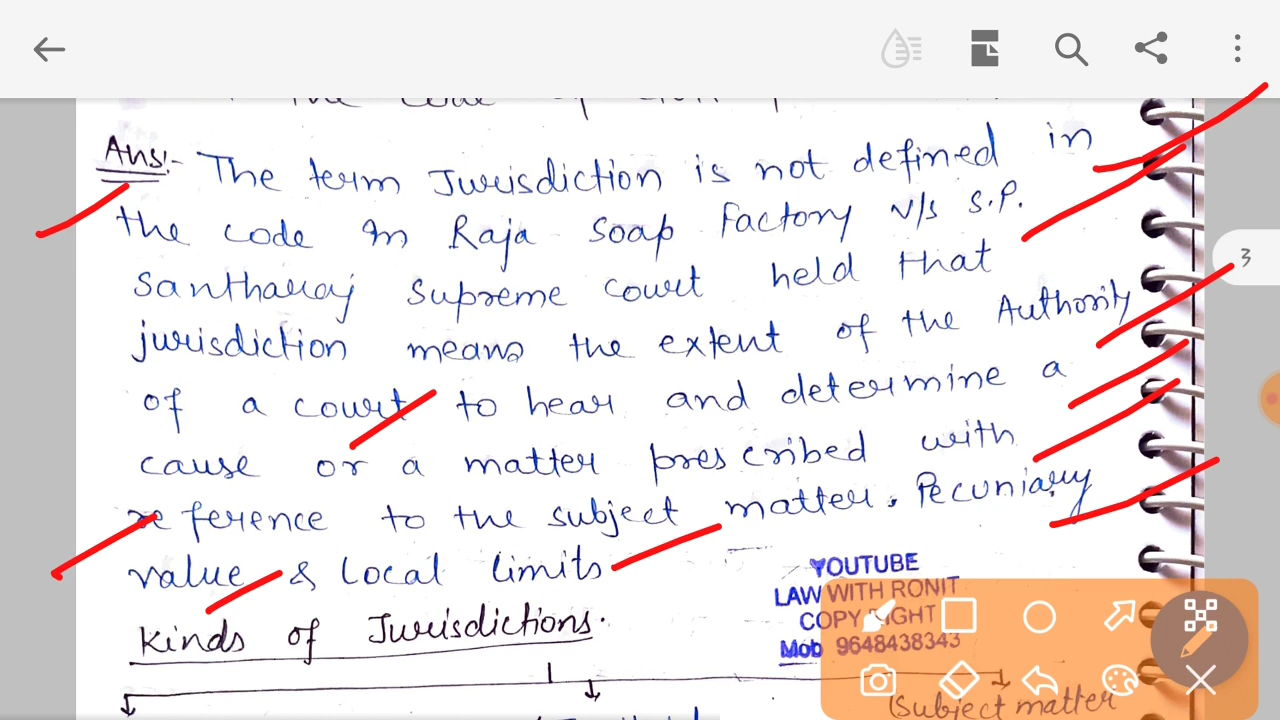 Ans:- The term Jurisdiction is not defined in
the code In Raja Soap Factory v/s S.P.
Santharaj Supreme court held that
jurisdiction means the extent of the Authority
of a court to hear and determine a
cause or a matter prescribed with
reference to the subject matter, Pecuniary
value & Local limits
3
YOUTUBE
LAW WITH RONIT
COPY RIGHT
Mob 9648438343
Kinds of Jurisdictions.
Subject matter